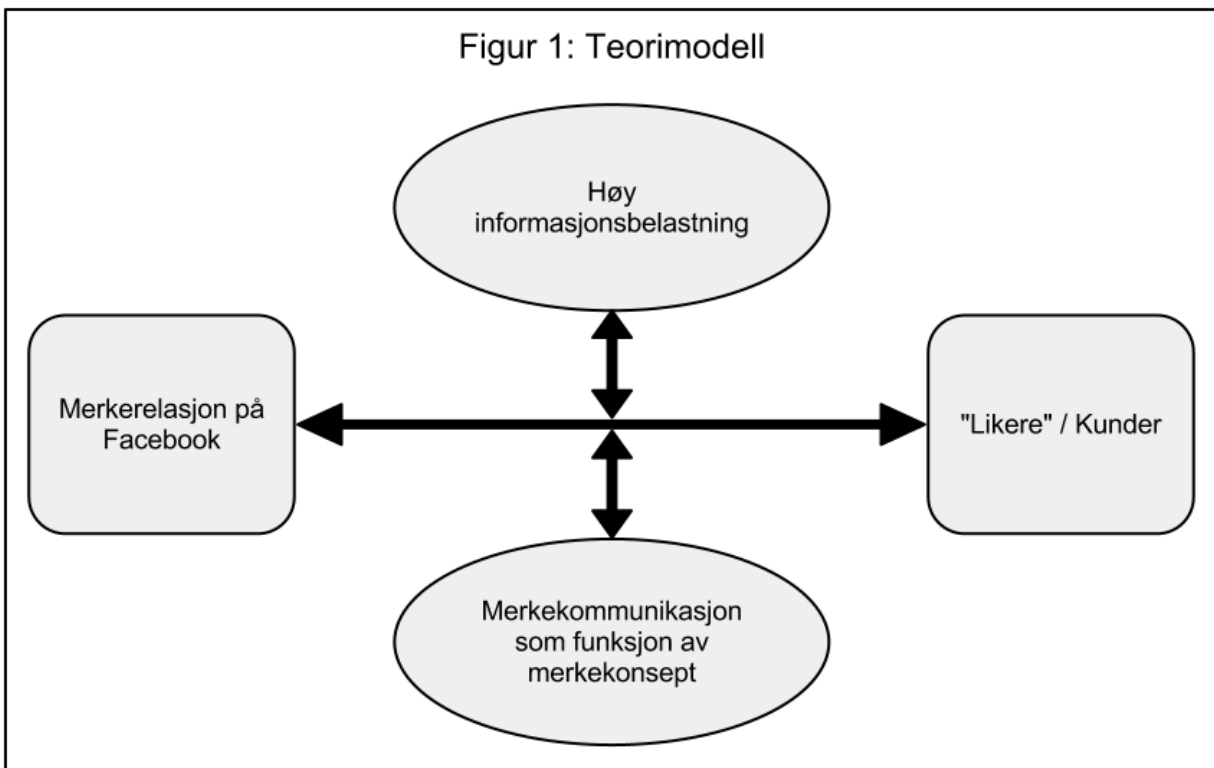 Figur 1: Teorimodell
Høy
informasjonsbelastning
Merkerelasjon på
Facebook
"Likere" / Kunder
Merkekommunikasjon
som funksjon av
merkekonsept